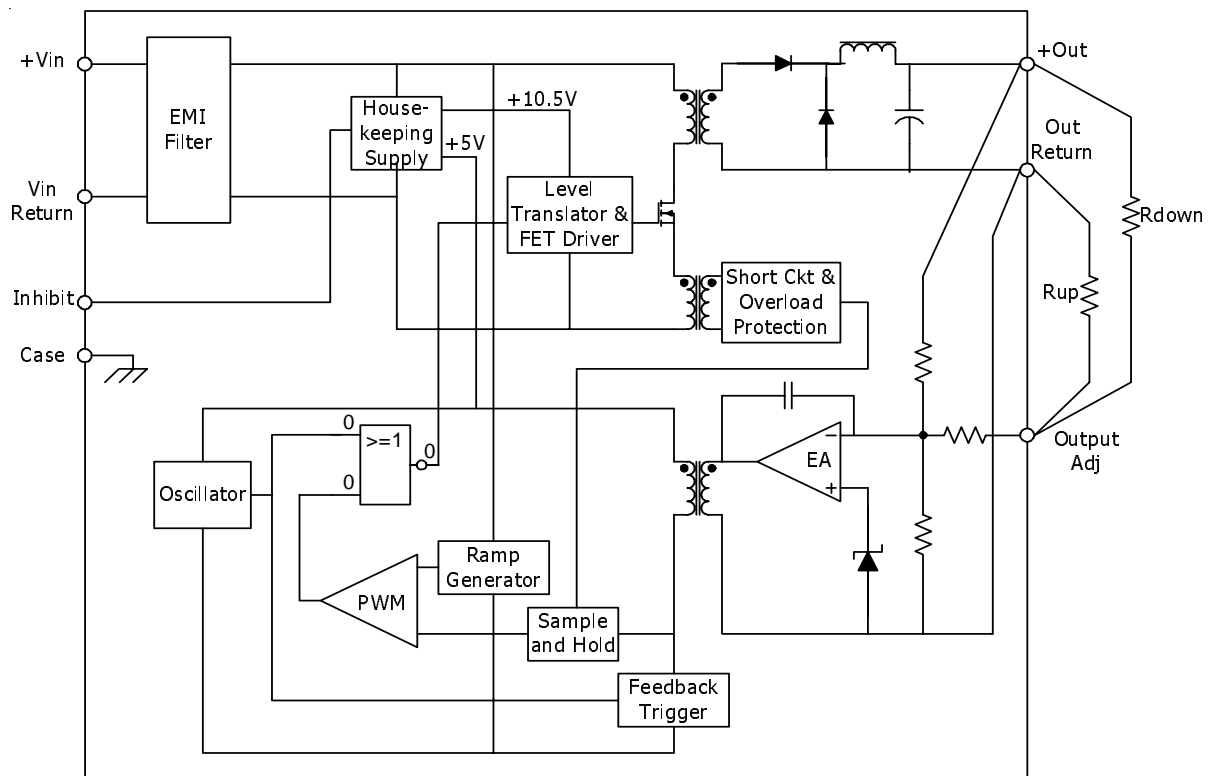 +Vin
EMI
Filter
House-
keeping
Supply
+10.5V
+5V
+Out
Out
Return
Vin
Return
Level
Translator &
FET Driver
Rdown
Inhibit
Short Ckt &
Overload
Protection
Rup
Case
0
>=1
0
0
Oscillator
EA
−
+
Output
Adj
PWM
Ramp
Generator
Sample
and Hold
Feedback
Trigger